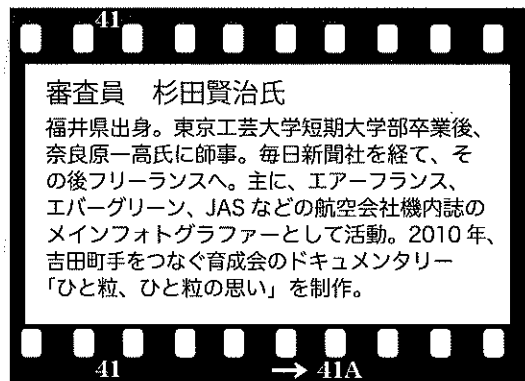 41
審査員　杉田賢治氏
福井県出身。東京工芸大学短期大学部卒業後、
奈良原一高氏に師事。毎日新聞社を経て、そ
の後フリーランスへ。主に、エアーフランス、
エバーグリーン、JASなどの航空会社機内誌の
メインフォトグラファーとして活動。2010年、
吉田町手をつなぐ育成会のドキュメンタリー
「ひと粒、ひと粒の思い」を制作。
41 → 41A